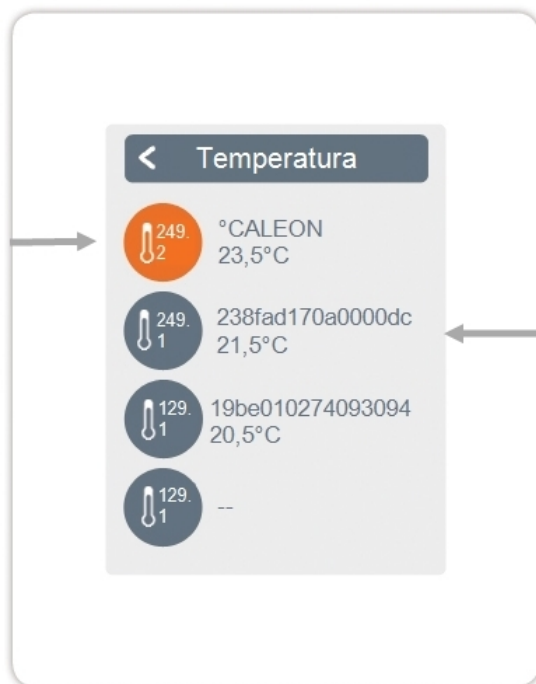 Temperatura
249.
2
°CALEON
23,5°C
249.
1
238fad170a0000dc
21,5°C
129.
1
19be010274093094
20,5°C
129.
1
--